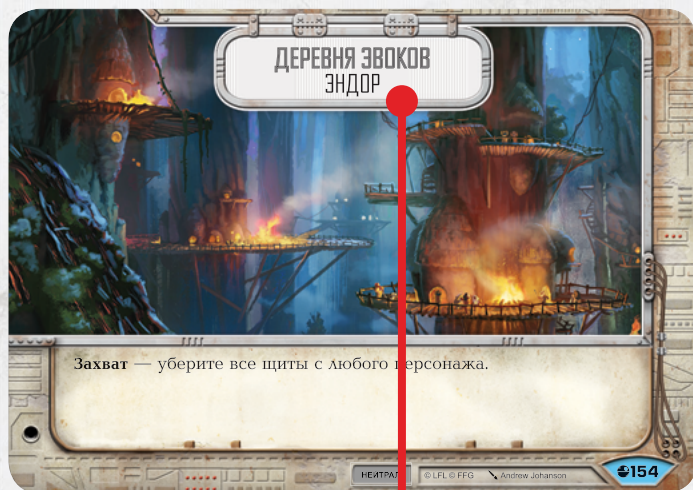 ДЕРЕВНЯ ЭВОКОВ
ЭНДОР
Захват — уберите все щиты с любого персонажа.
НЕЙТРАЛ
© LFL © FFG Andrew Johanson
154